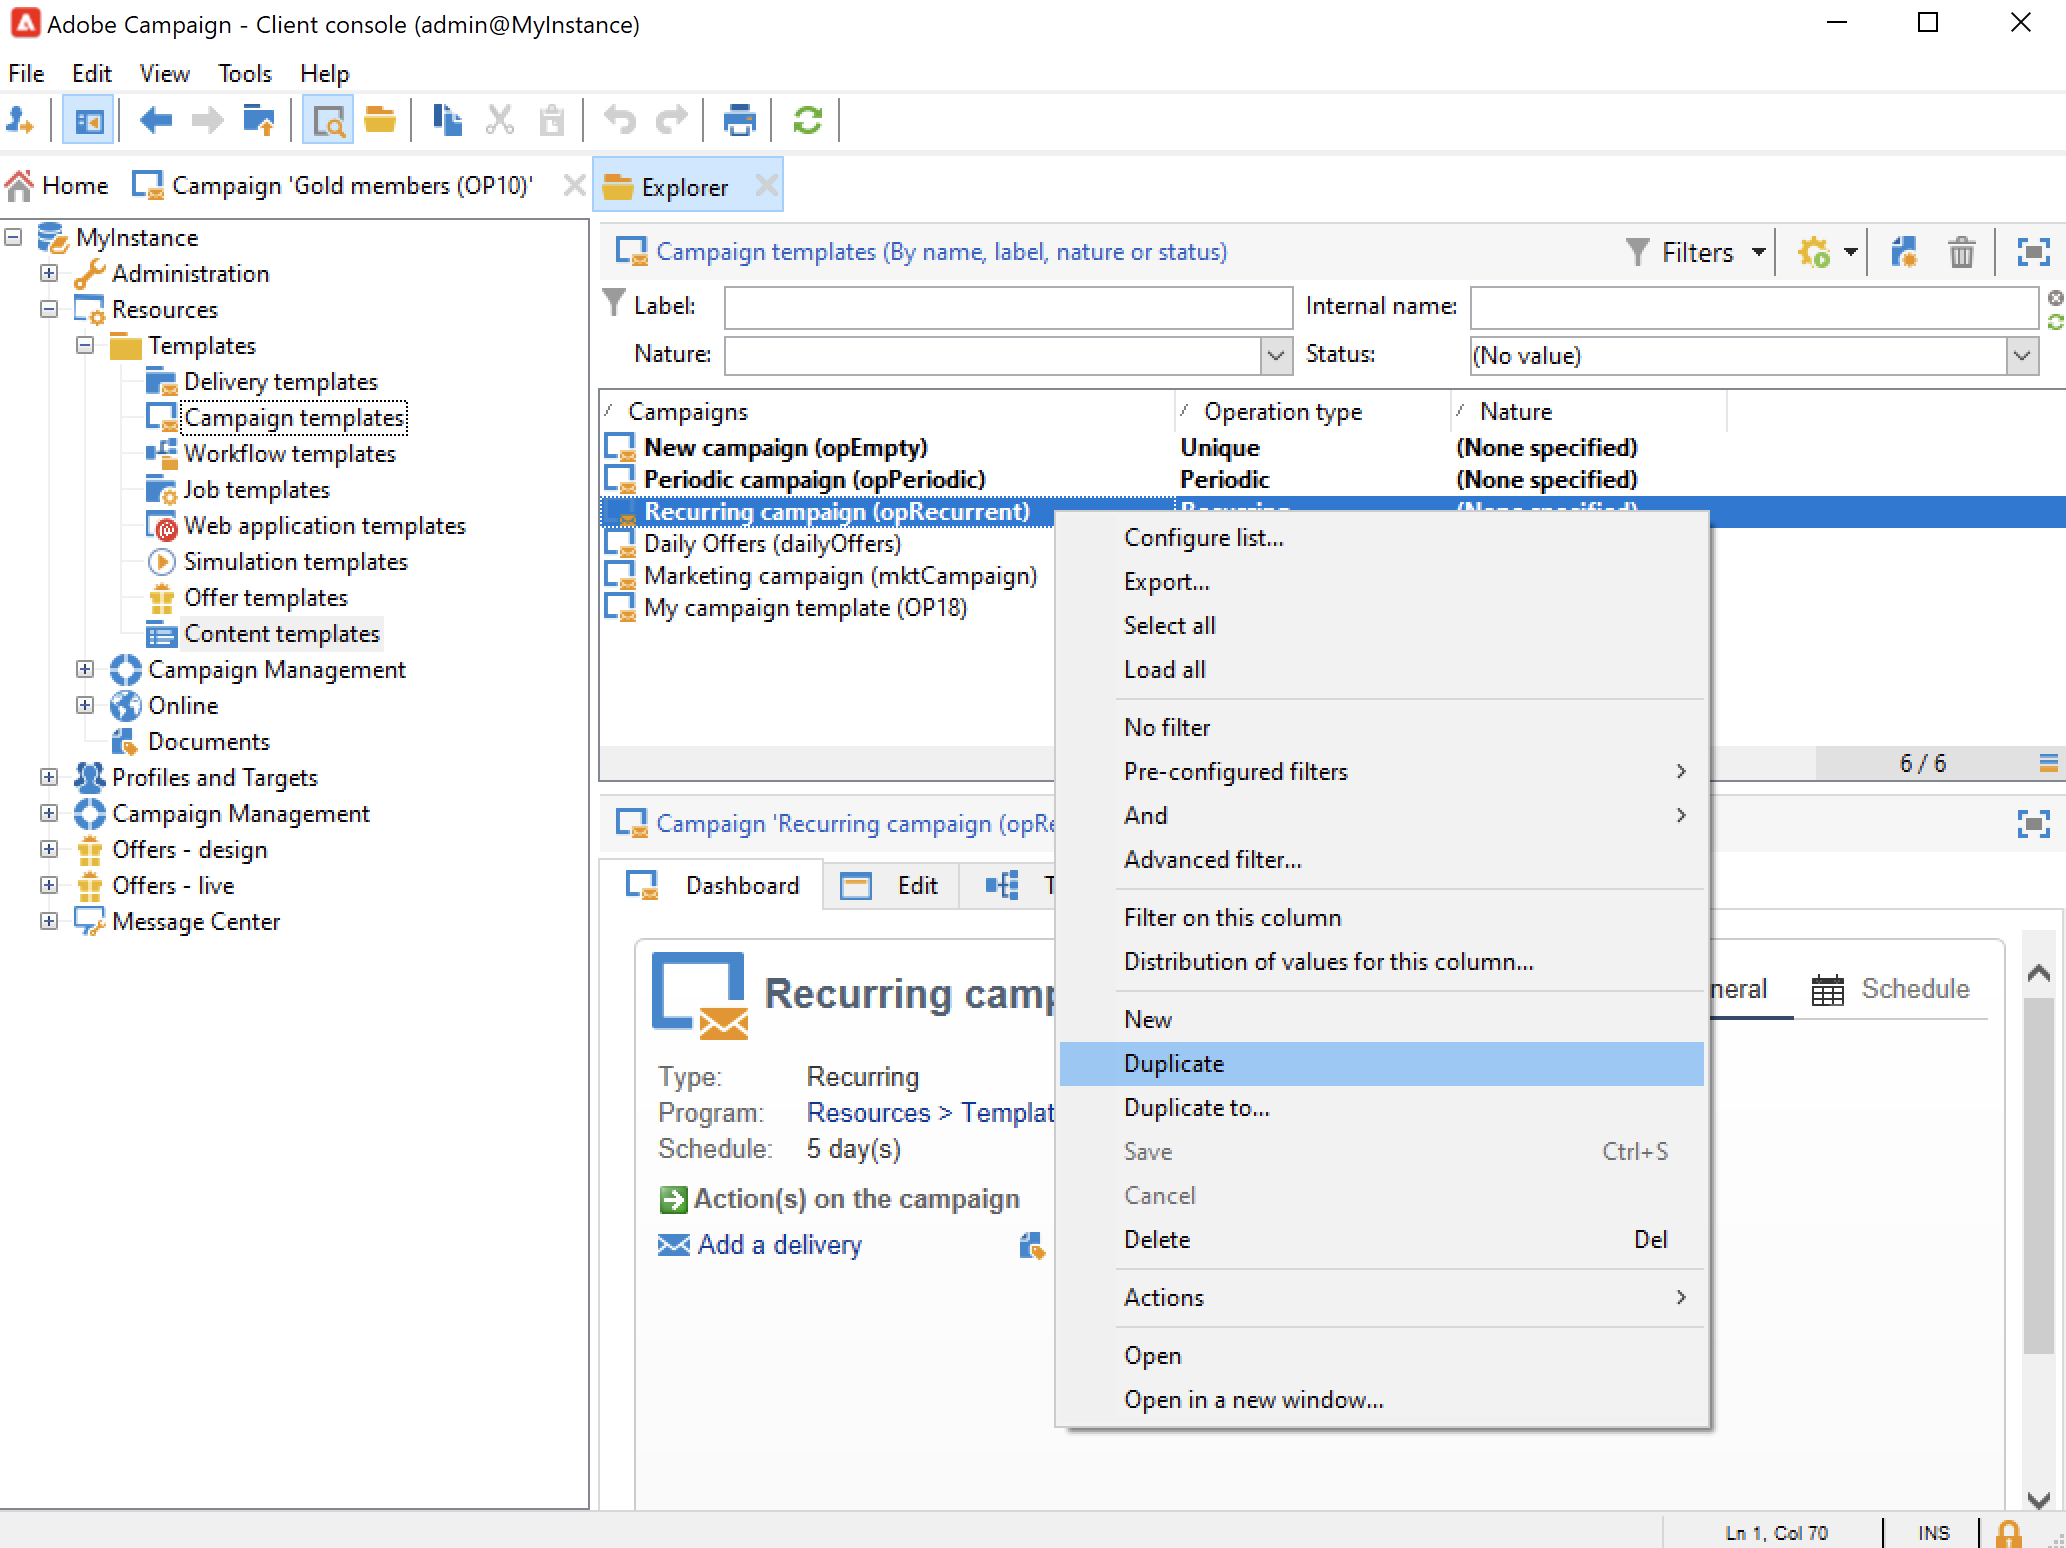 Adobe Campaign - Client console (admin@MyInstance)
File Edit View Tools Help
Home Campaign 'Gold members (OP10)' Explorer
MyInstance
Administration
Resources
Templates
Delivery templates
Campaign templates
Workflow templates
Job templates
Web application templates
Simulation templates
Offer templates
Content templates
Campaign Management
Online
Documents
Profiles and Targets
Campaign Management
Offers - design
Offers - live
Message Center
Campaign templates (By name, label, nature or status) Filters
Label: Internal name:
Nature: Status: (No value)
Campaigns Operation type Nature
New campaign (opEmpty) Unique (None specified)
Periodic campaign (opPeriodic) Periodic (None specified)
Recurring campaign (opRecurrent) Recurring (None specified)
Daily Offers (dailyOffers)
Marketing campaign (mktCampaign)
My campaign template (OP18)
6 / 6
Configure list...
Export...
Select all
Load all
No filter
Pre-configured filters
And
Advanced filter...
Filter on this column
Distribution of values for this column...
New
Duplicate
Duplicate to...
Save Ctrl+S
Cancel
Delete Del
Actions
Open
Open in a new window...
Campaign 'Recurring campaign (opRe
Dashboard Edit T
Recurring camp
neral Schedule
Type: Recurring
Program: Resources > Templat
Schedule: 5 day(s)
Action(s) on the campaign
Add a delivery
Ln 1, Col 70 INS